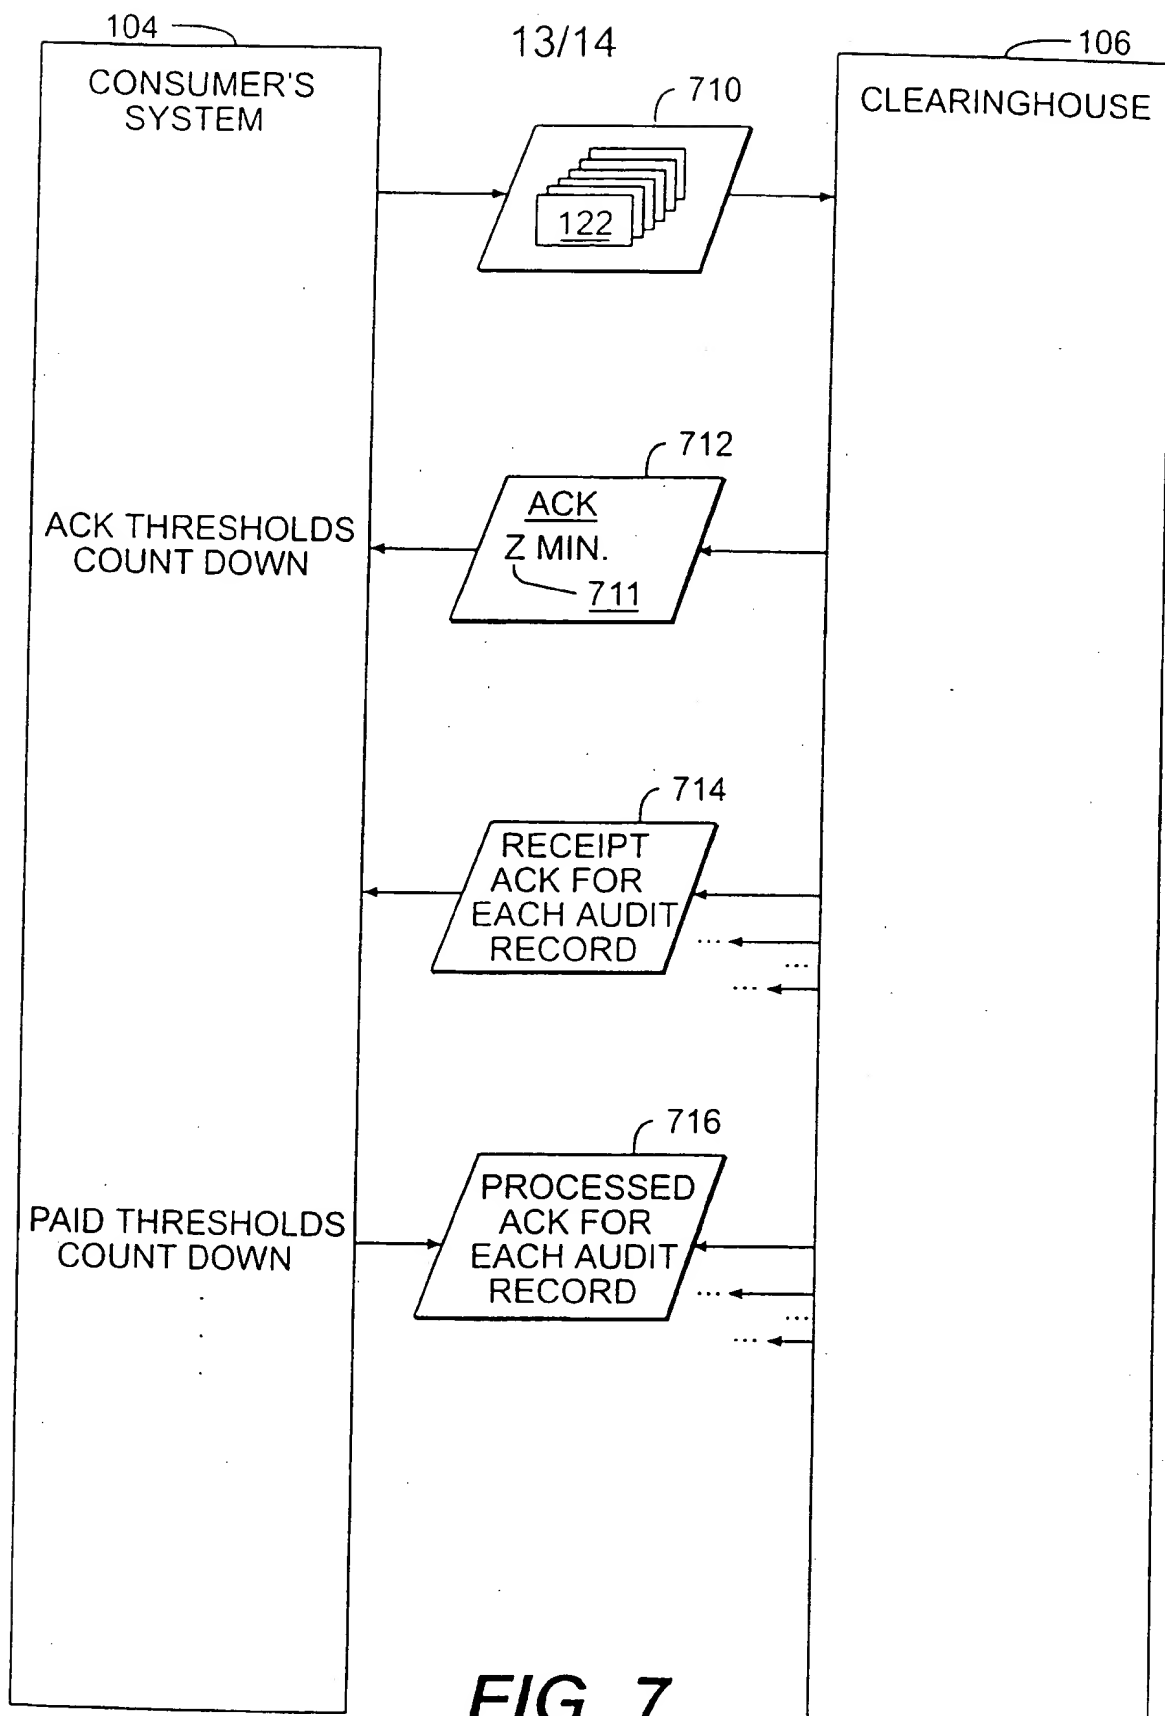 104
13/14
106
CONSUMER'S
SYSTEM
710
CLEARINGHOUSE
122
712
ACK THRESHOLDS
COUNT DOWN
ACK
Z MIN.
711
714
RECEIPT
ACK FOR
EACH AUDIT
RECORD
...
...
...
716
PAID THRESHOLDS
COUNT DOWN
PROCESSED
ACK FOR
EACH AUDIT
RECORD
...
...
...
FIG. 7